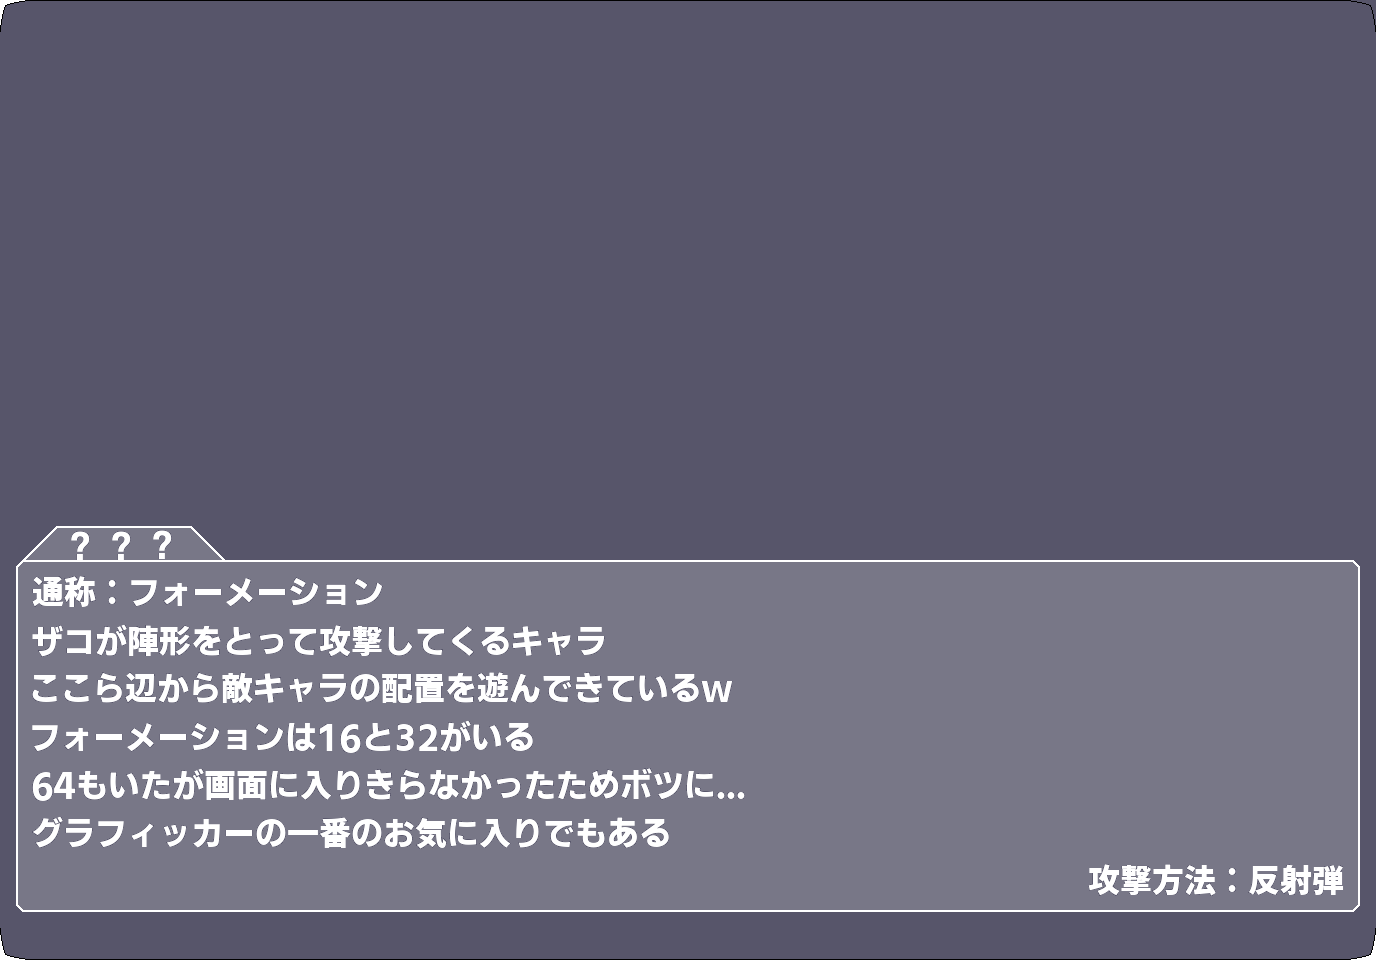 ？？？
通称：フォーメーション
ザコが陣形をとって攻撃してくるキャラ
ここら辺から敵キャラの配置を遊んできているw
フォーメーションは16と32がいる
64もいたが画面に入りきらなかったためボツに...
グラフィッカーの一番のお気に入りでもある
攻撃方法：反射弾